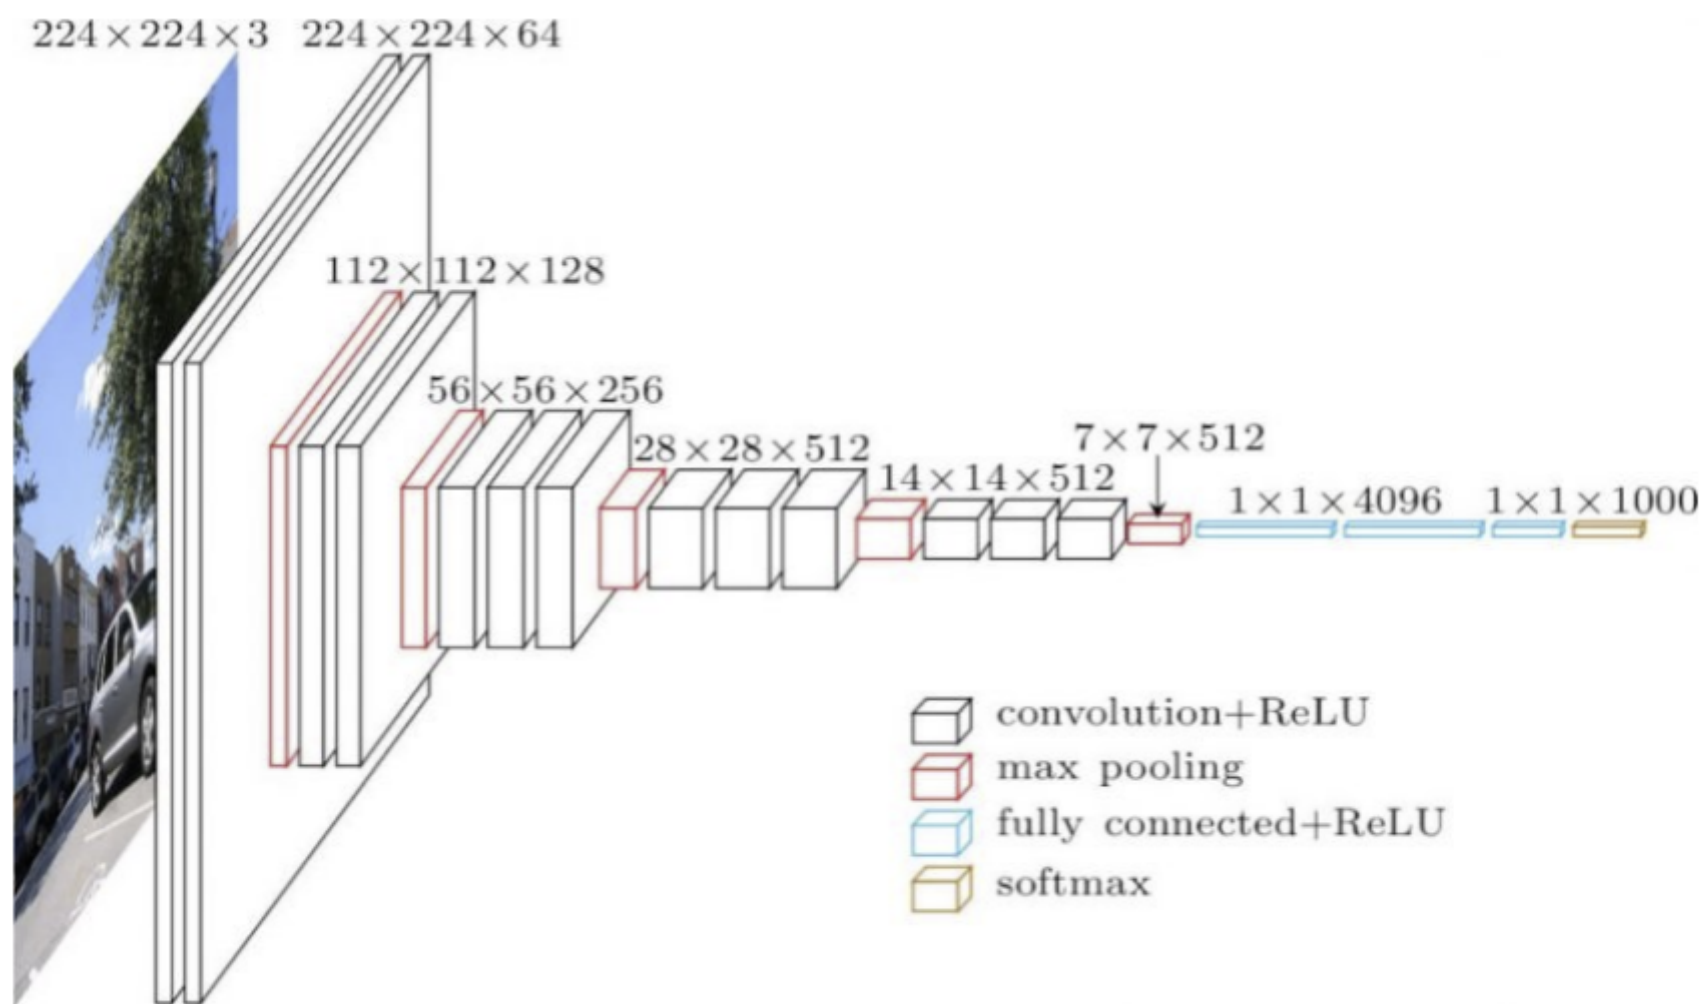 224×224×3
224×224×64
112×112×128
56×56×256
28×28×512
14×14×512
7×7×512
1×1×4096
1×1×1000
convolution+ReLU
max pooling
fully connected+ReLU
softmax